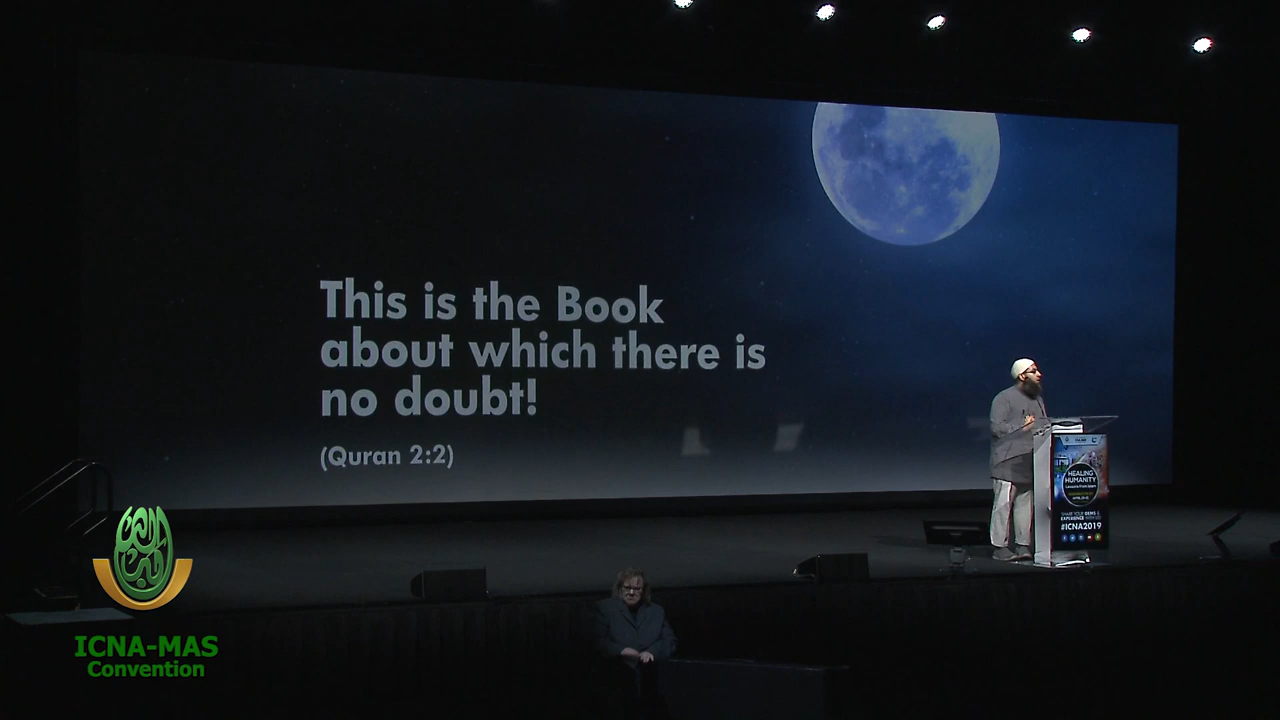 This is the Book
about which there is
no doubt!
(Quran 2:2)
HEALING
HUMANITY
#ICNA2019
ICNA-MAS
Convention